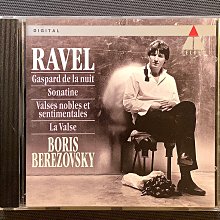 DIGITAL
RAVEL
Gaspard de la nuit
Sonatine
Valses nobles et
sentimentales
La Valse
BORIS
BEREZOVSKY